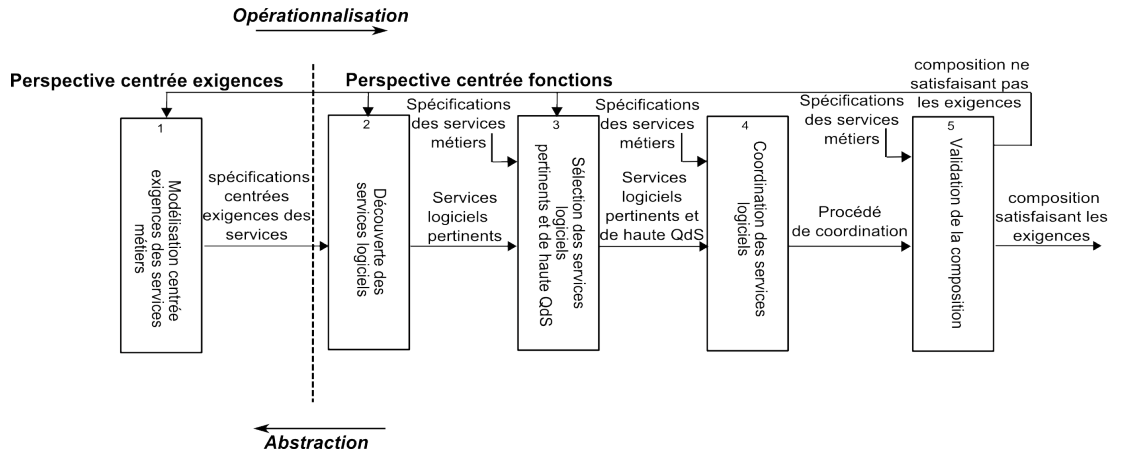 Opérationnalisation
Perspective centrée exigences
Perspective centrée fonctions
composition ne
satisfaisant pas
les exigences
1
Modélisation centrée
exigences des services
métiers
spécifications
centrées
exigences des
services
2
Découverte des
services logiciels
Spécifications
des services
métiers
Services
logiciels
pertinents
3
Sélection des services
logiciels
pertinents et de haute QdS
Spécifications
des services
métiers
Services
logiciels
pertinents et
de haute QdS
4
Coordination des services
logiciels
Spécifications
des services
métiers
Procédé
de coordination
5
Validation de la composition
composition
satisfaisant les
exigences
Abstraction